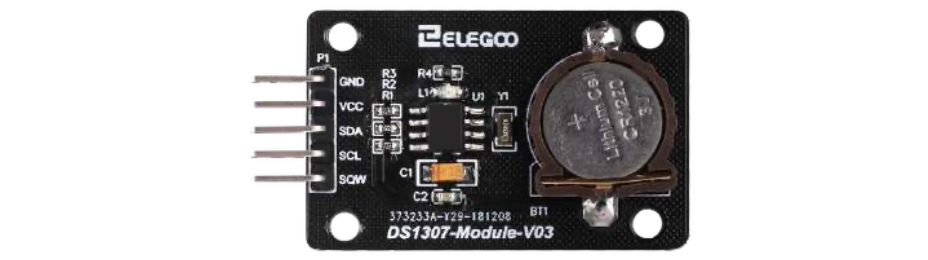 ELEGOO
P1
GND
VCC
SDA
SCL
SQW
R3
R2
R1
R4
L1
U1
Y1
C1
C2
BT1
Lithium Cell
CR1220
3V
+
373233A-Y29-181208
DS1307-Module-V03